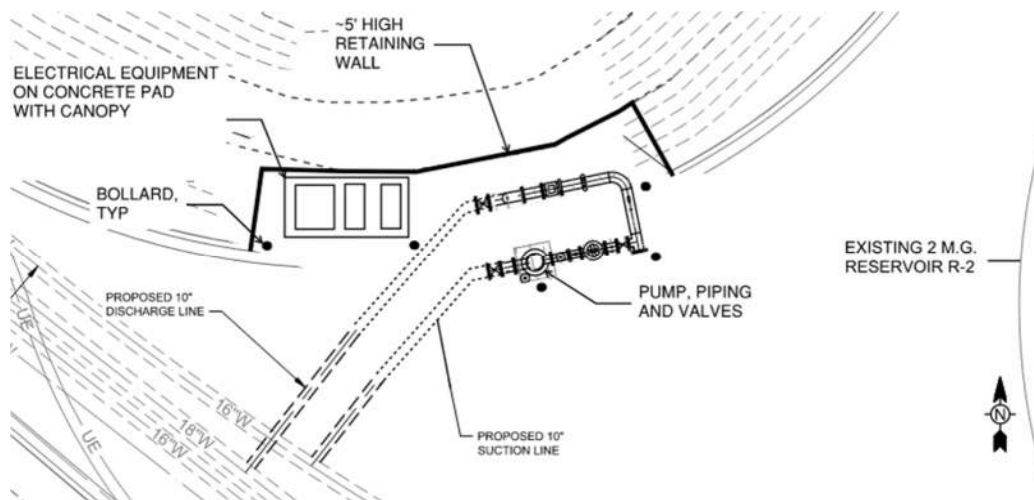 ~5' HIGH
RETAINING
WALL
ELECTRICAL EQUIPMENT
ON CONCRETE PAD
WITH CANOPY
BOLLARD,
TYP
EXISTING 2 M.G.
RESERVOIR R-2
PUMP, PIPING
AND VALVES
PROPOSED 10"
DISCHARGE LINE
UE
16"W
18"W
16"W
UE
PROPOSED 10"
SUCTION LINE
N